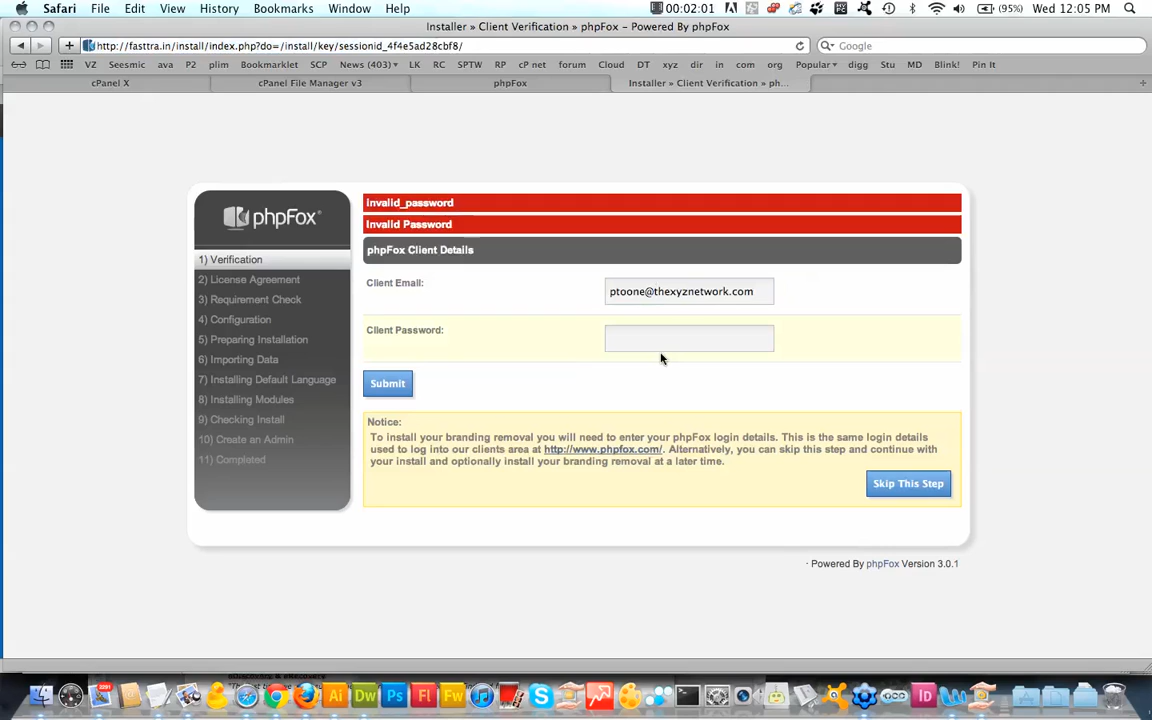 Safari File Edit View History Bookmarks Window Help 00:02:01 (95%) Wed 12:05 PM
Installer » Client Verification » phpFox – Powered By phpFox
http://fasttra.in/install/index.php?do=/install/key/sessionid_4f4e5ad28cbf8/ Google
VZ Seesmic ava P2 plim Bookmarklet SCP News (403) LK RC SPTW RP cP net forum Cloud DT xyz dir in com org Popular digg Stu MD Blink! Pin It
cPanel X cPanel File Manager v3 phpFox Installer » Client Verification » ph...
phpFox
1) Verification
2) License Agreement
3) Requirement Check
4) Configuration
5) Preparing Installation
6) Importing Data
7) Installing Default Language
8) Installing Modules
9) Checking Install
10) Create an Admin
11) Completed
invalid_password
Invalid Password
phpFox Client Details
Client Email: ptoone@thexyznetwork.com
Client Password:
Submit
Notice:
To install your branding removal you will need to enter your phpFox login details. This is the same login details
used to log into our clients area at http://www.phpfox.com/. Alternatively, you can skip this step and continue with
your install and optionally install your branding removal at a later time.
Skip This Step
· Powered By phpFox Version 3.0.1
3291 Ai Dw Ps Fl Fw Id